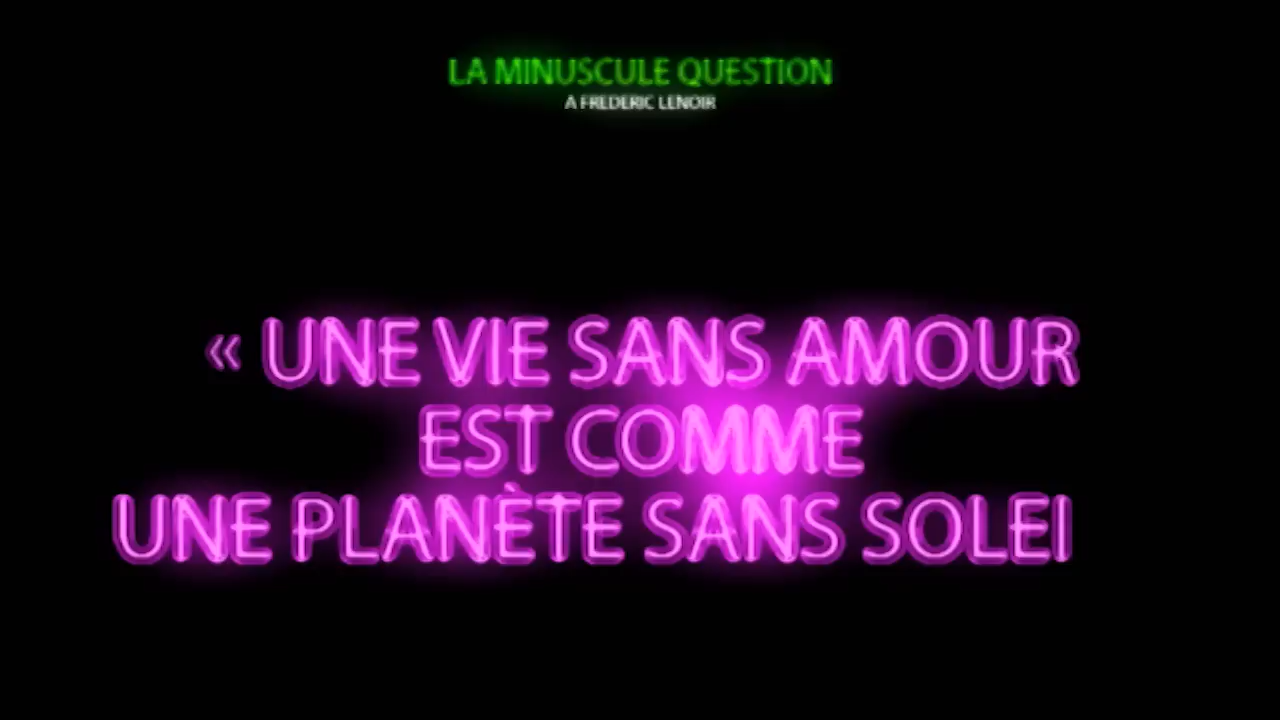 LA MINUSCULE QUESTION
A FREDERIC LENOIR
« UNE VIE SANS AMOUR
EST COMME
UNE PLANÈTE SANS SOLEI